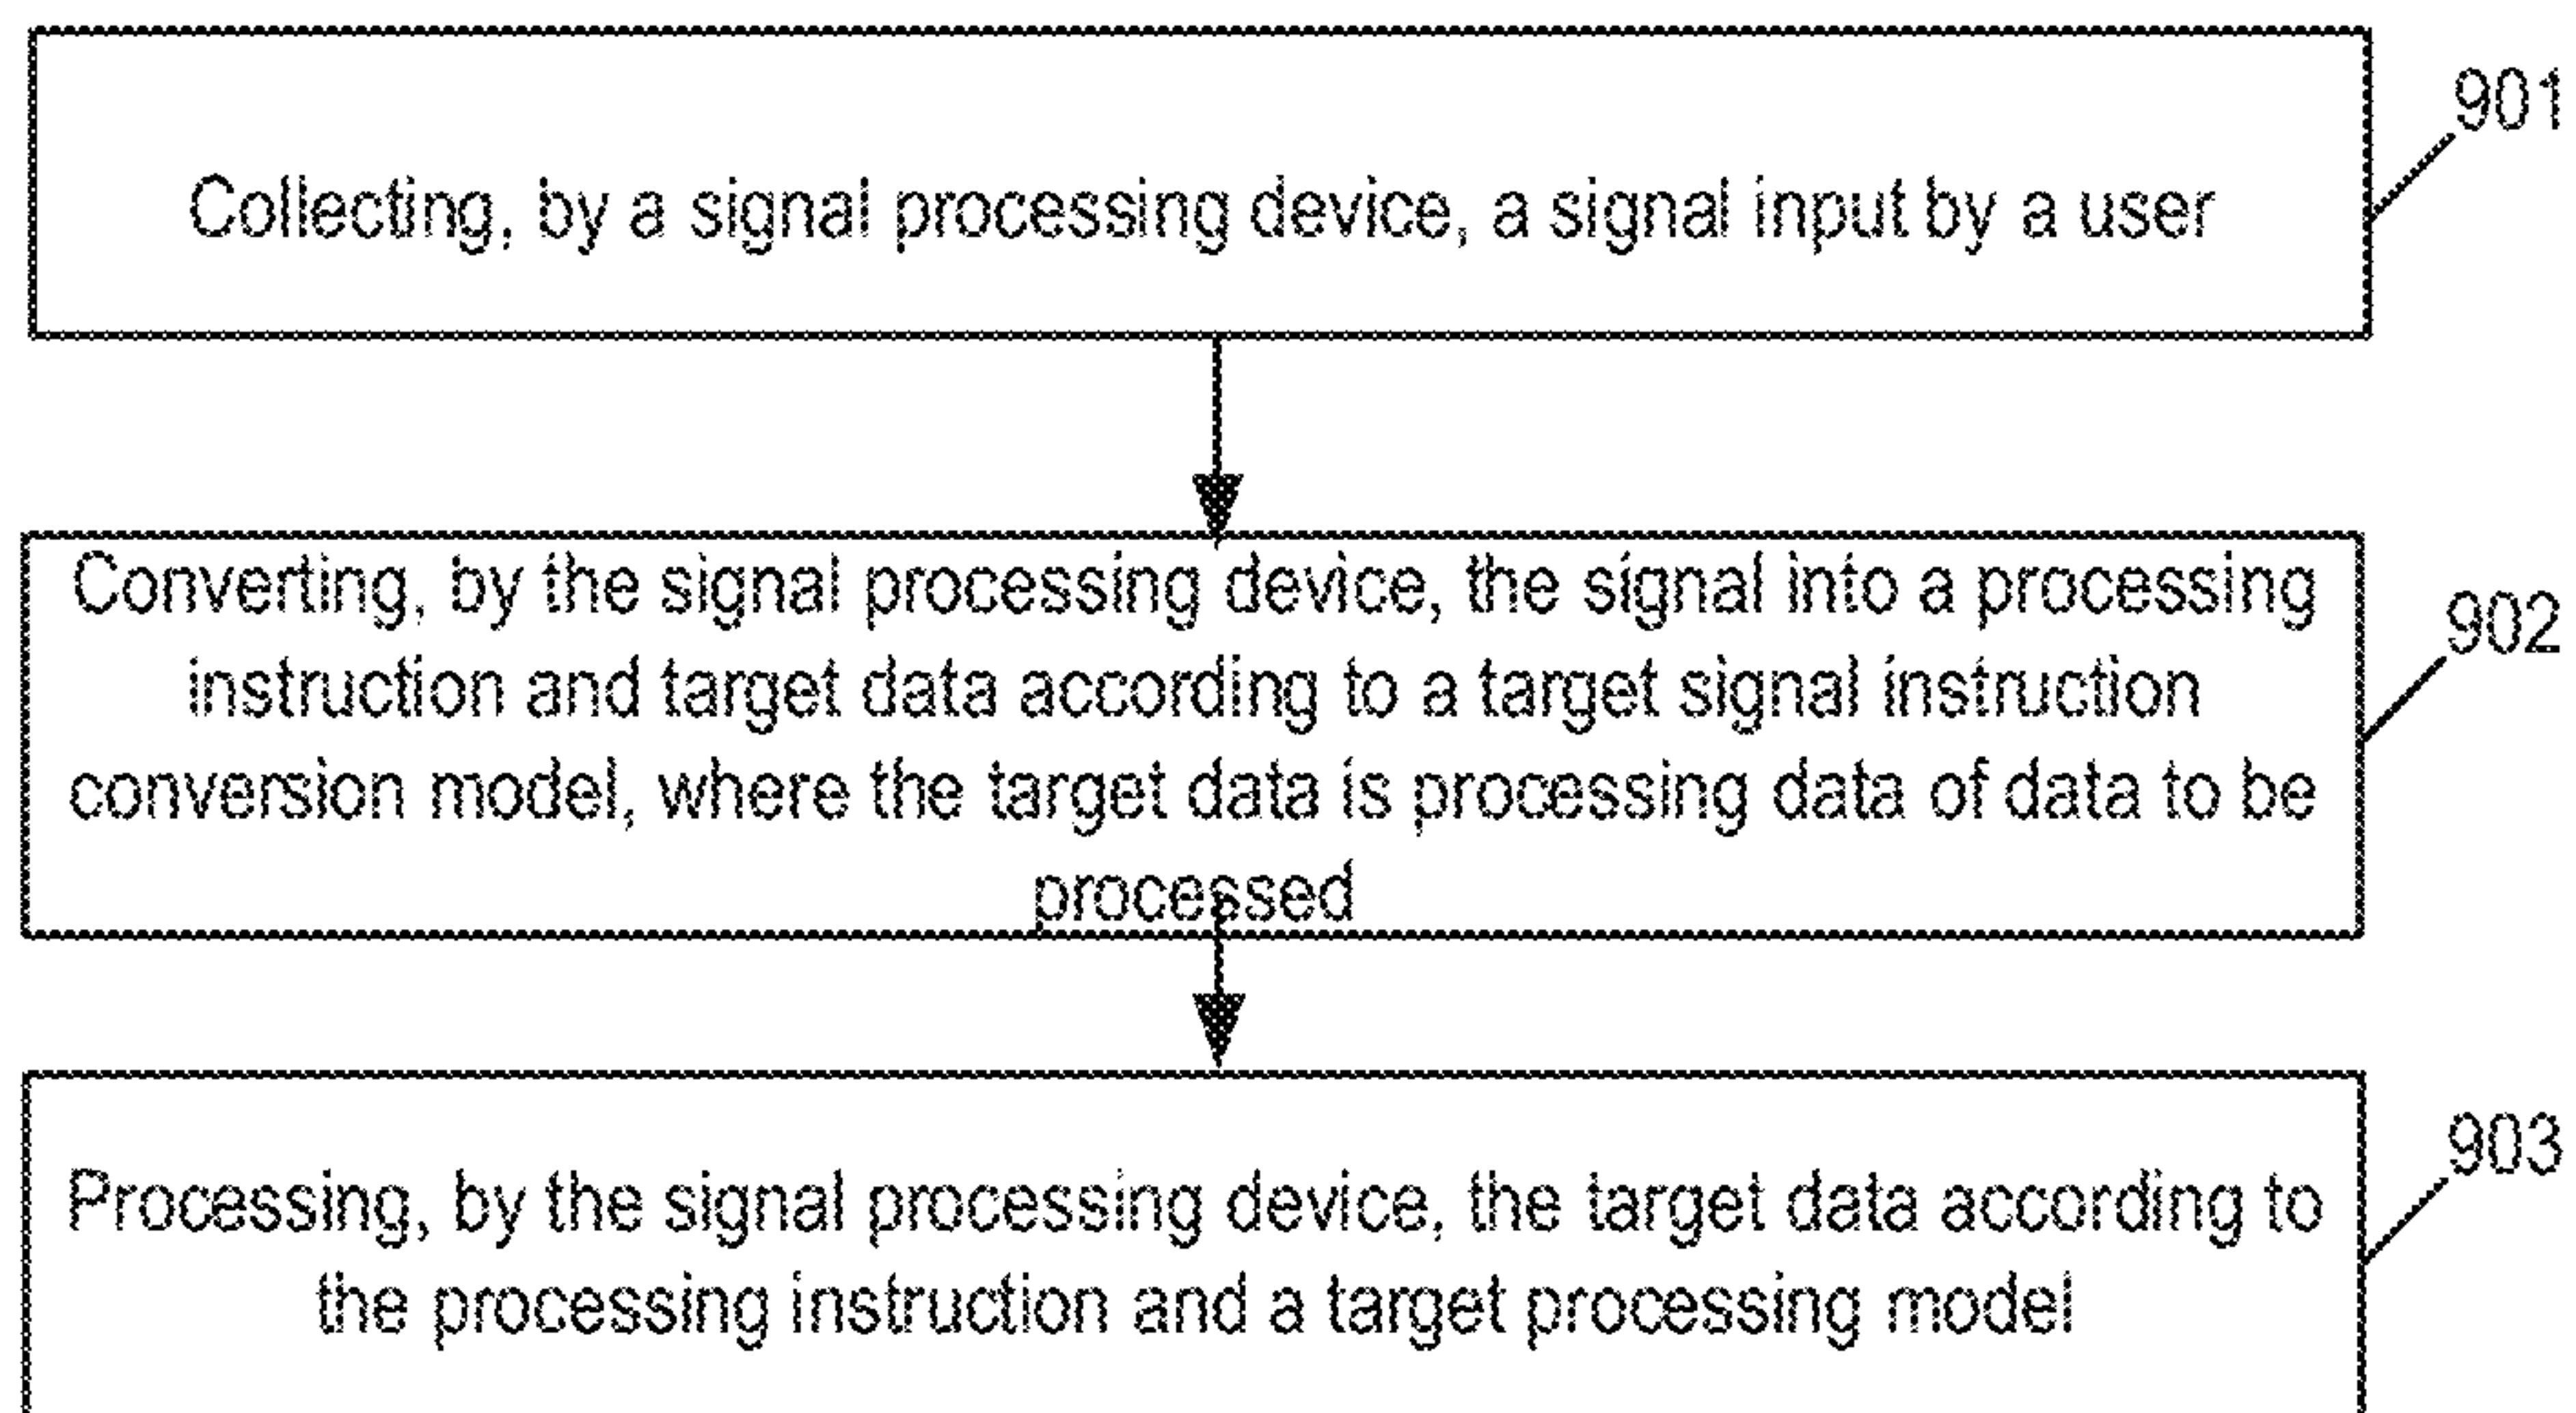 Collecting, by a signal processing device, a signal input by a user
901
Converting, by the signal processing device, the signal into a processing
instruction and target data according to a target signal instruction
conversion model, where the target data is processing data of data to be
processed
902
Processing, by the signal processing device, the target data according to
the processing instruction and a target processing model
903